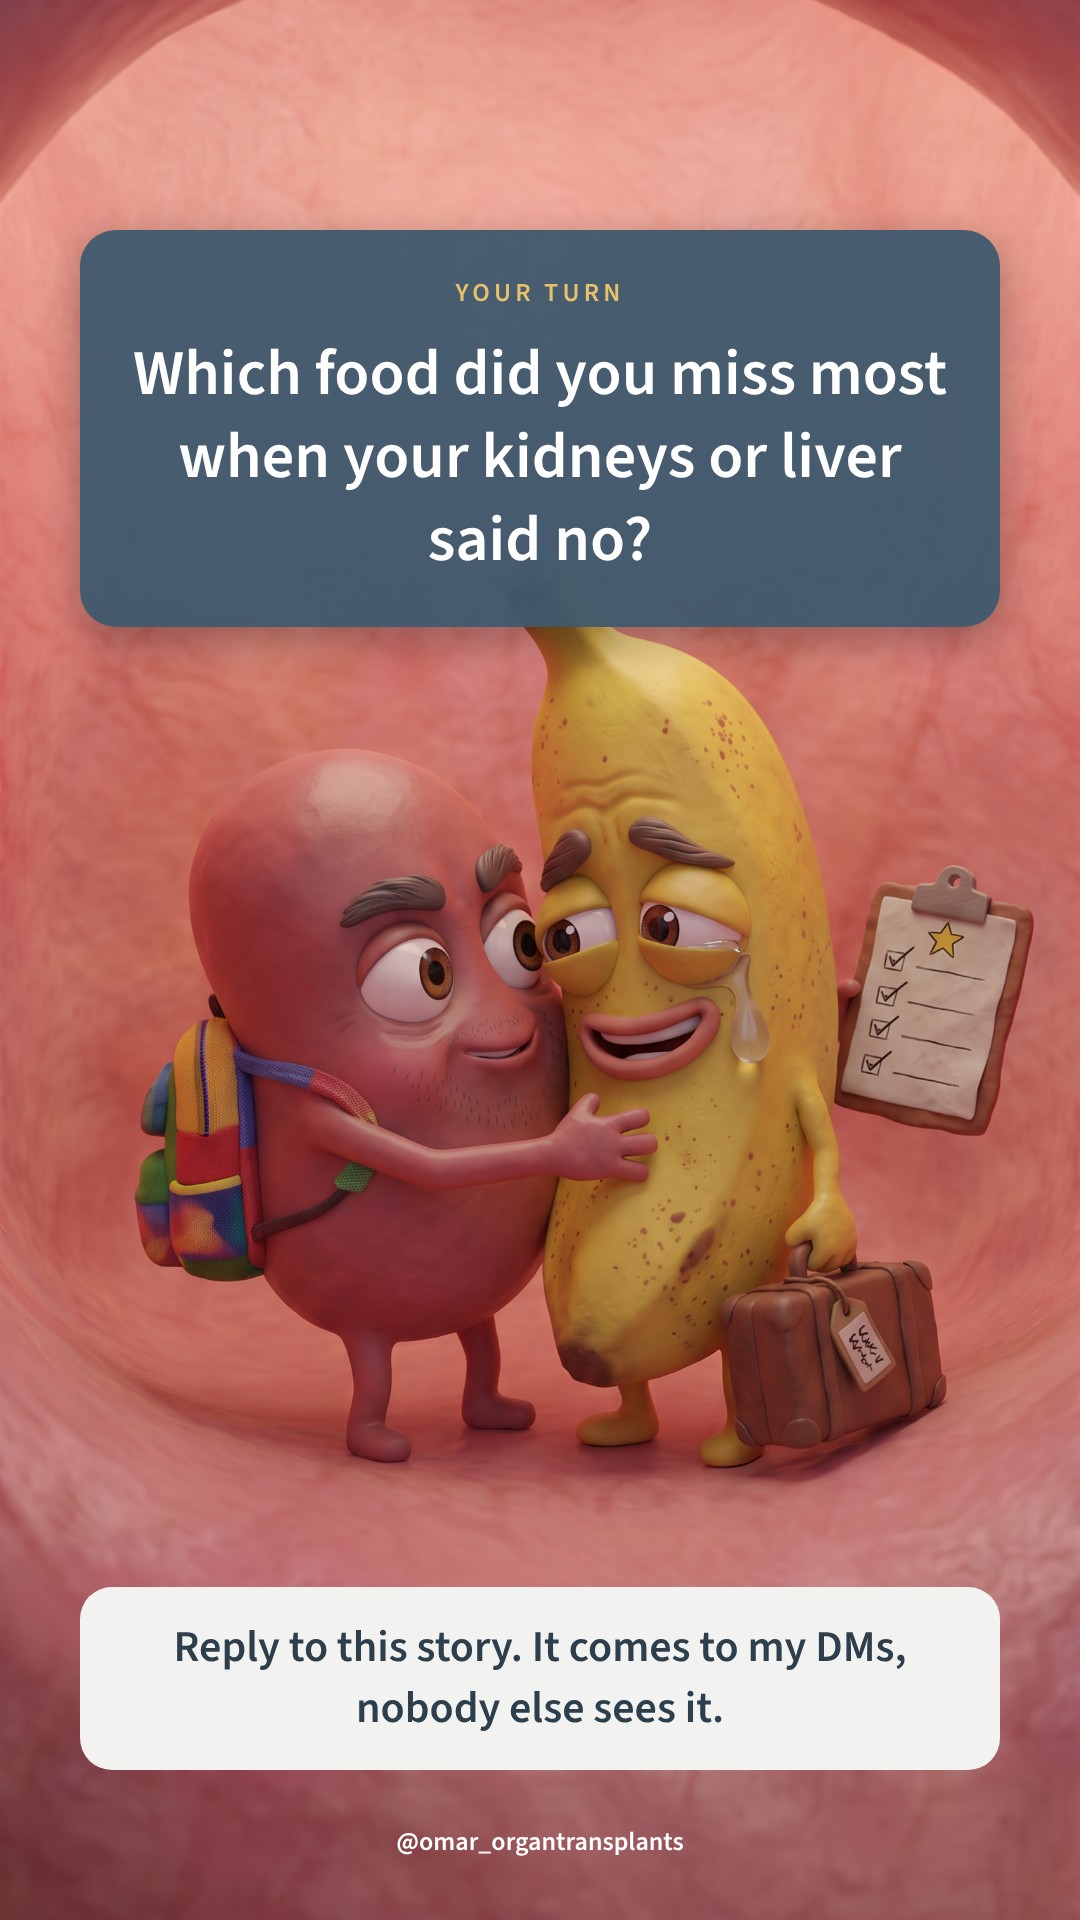 YOUR TURN
Which food did you miss most
when your kidneys or liver
said no?
Reply to this story. It comes to my DMs,
nobody else sees it.
@omar_organtransplants